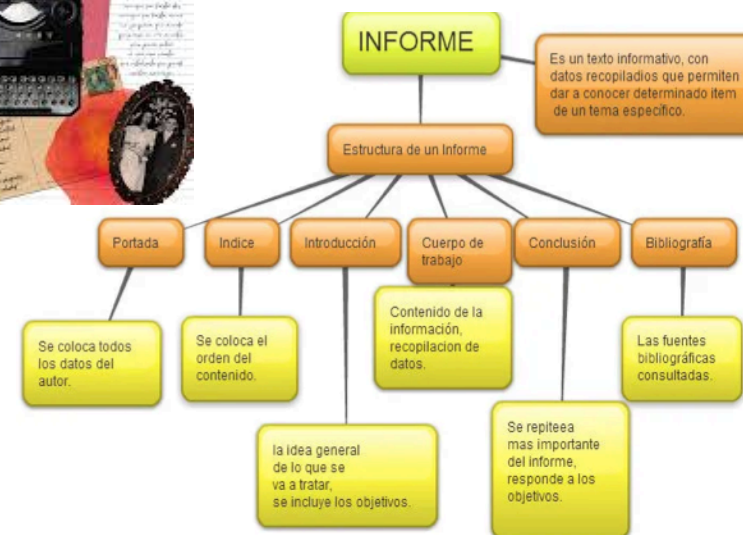 INFORME
Es un texto informativo, con
datos recopiladios que permiten
dar a conocer determinado item
de un tema específico.
Estructura de un Informe
Portada
Indice
Introducción
Cuerpo de
trabajo
Conclusión
Bibliografía
Se coloca todos
los datos del
autor.
Se coloca el
orden del
contenido.
la idea general
de lo que se
va a tratar,
se incluye los objetivos.
Contenido de la
información,
recopilacion de
datos.
Se repiteea
mas importante
del informe,
responde a los
objetivos.
Las fuentes
bibliográficas
consultadas.